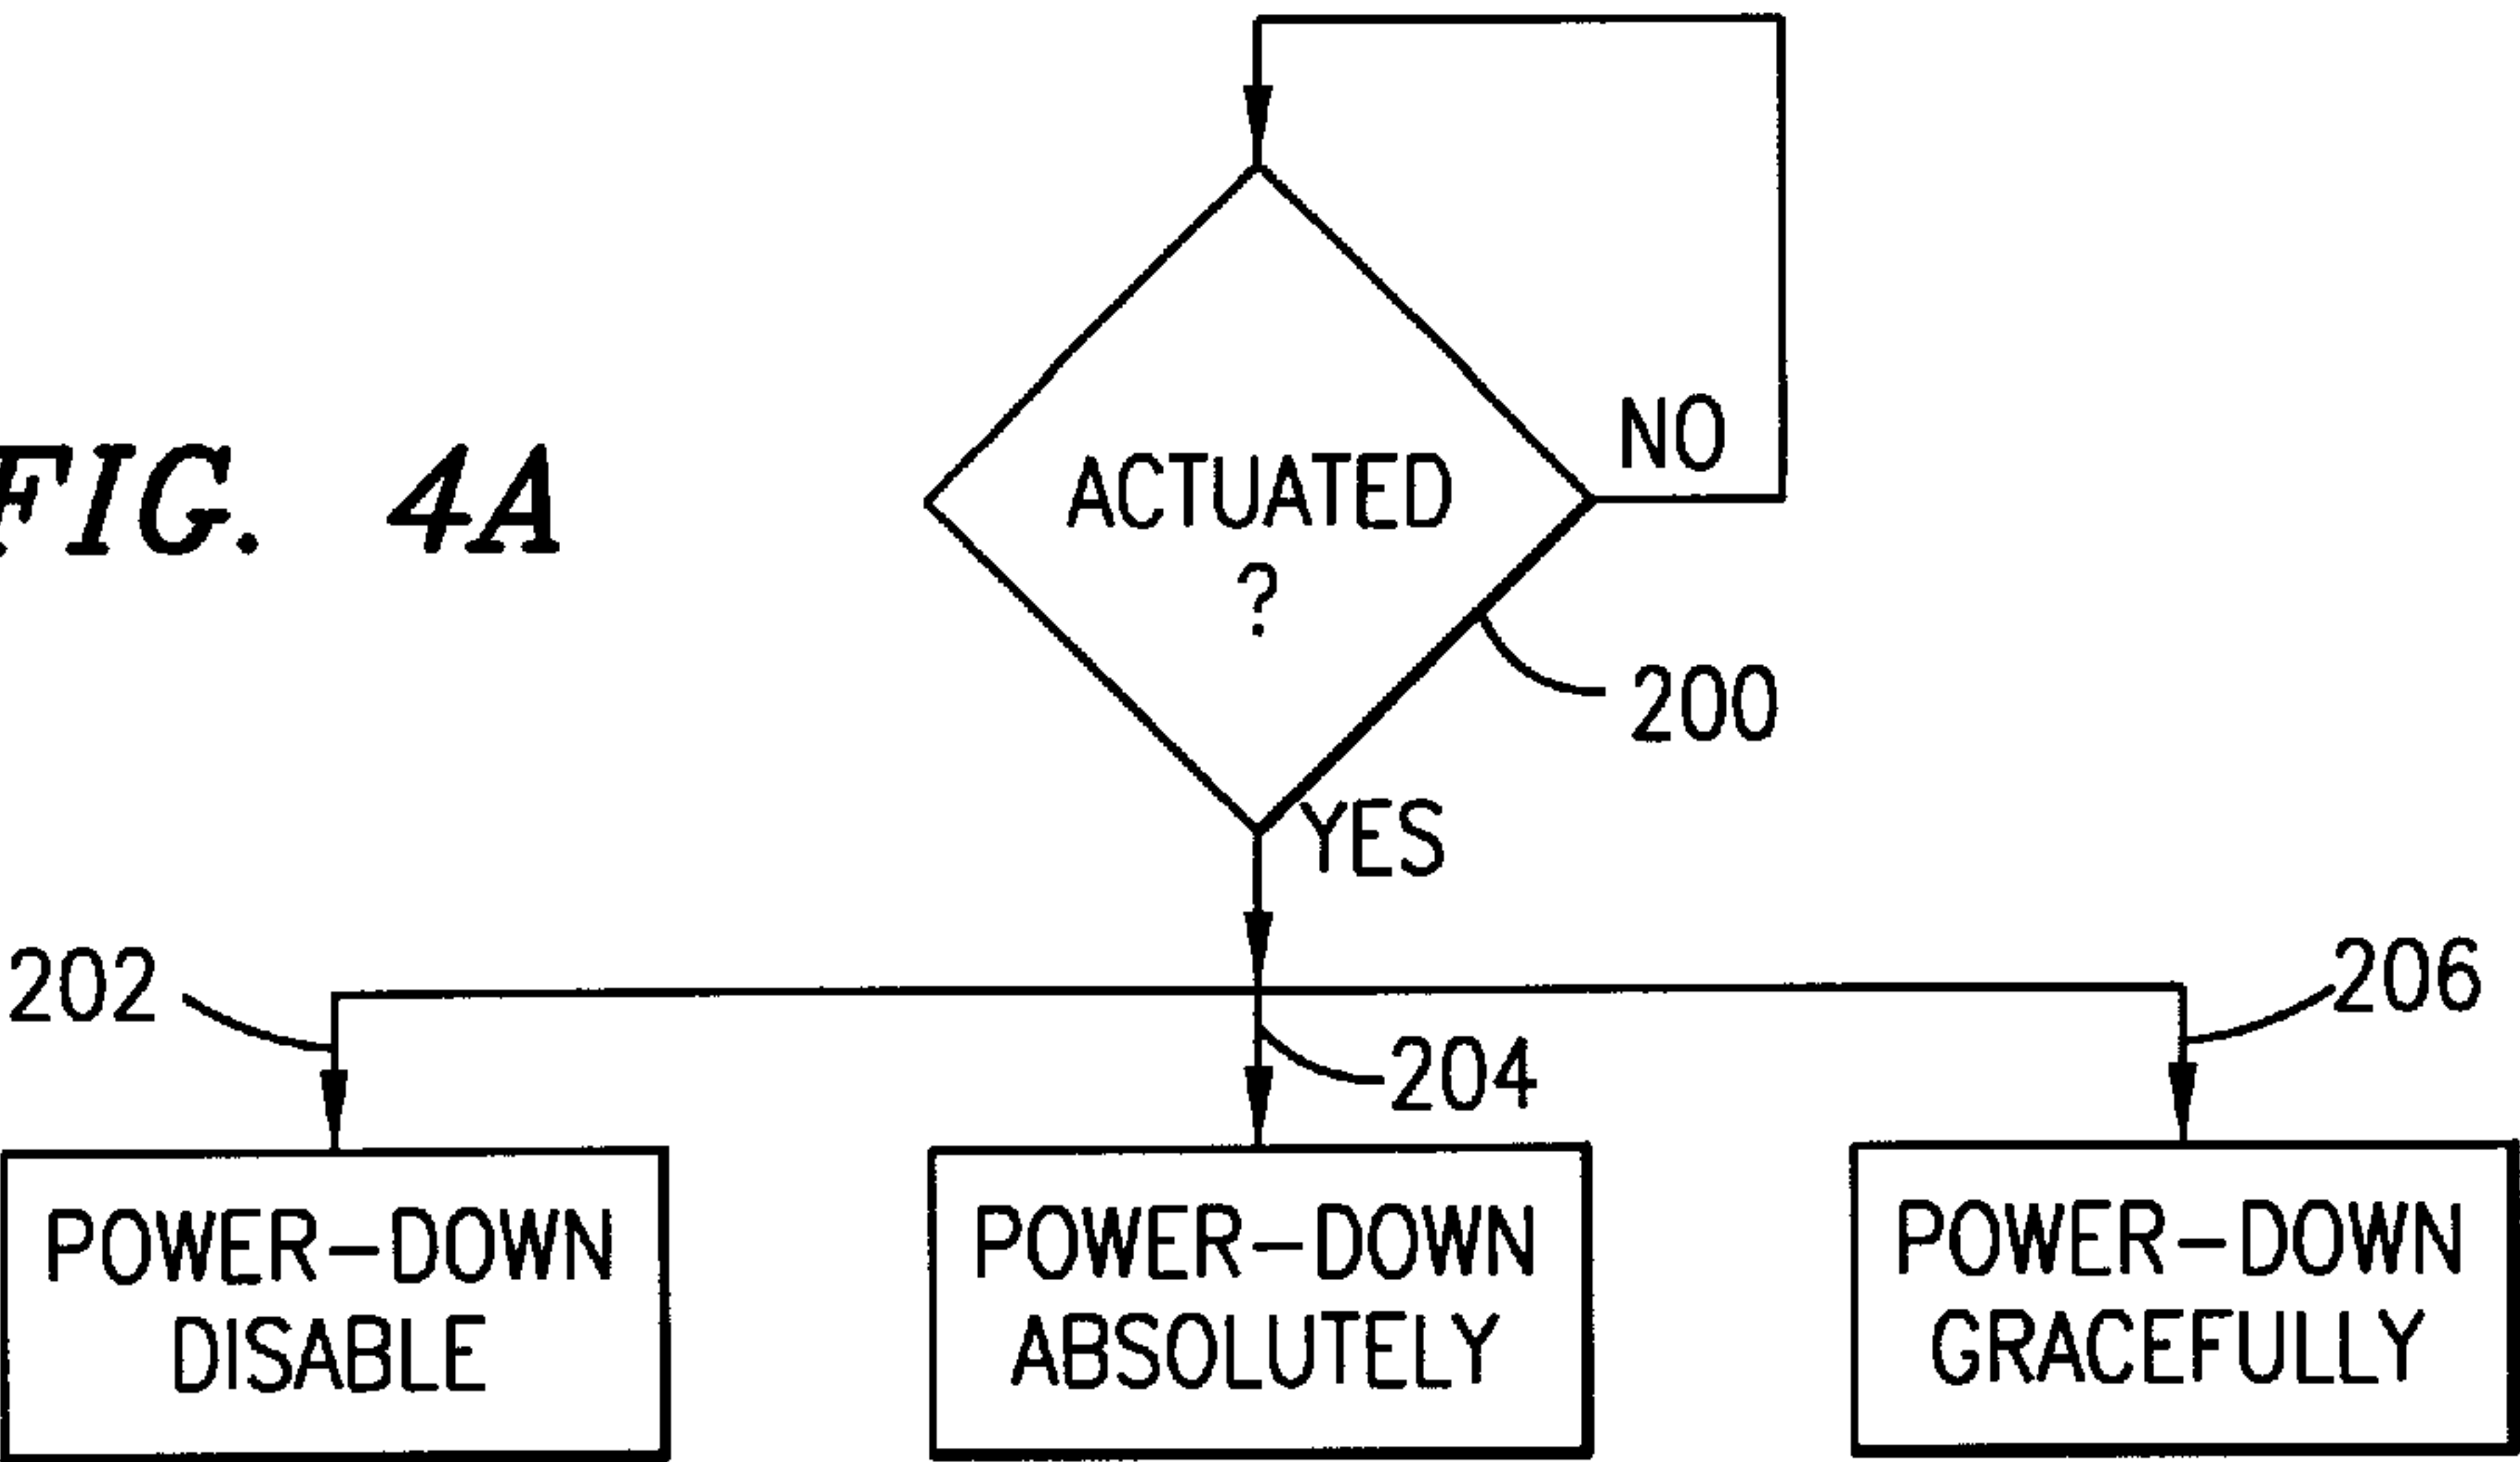 FIG. 4A
ACTUATED
?
NO
200
YES
202
204
206
POWER-DOWN
DISABLE
POWER-DOWN
ABSOLUTELY
POWER-DOWN
GRACEFULLY